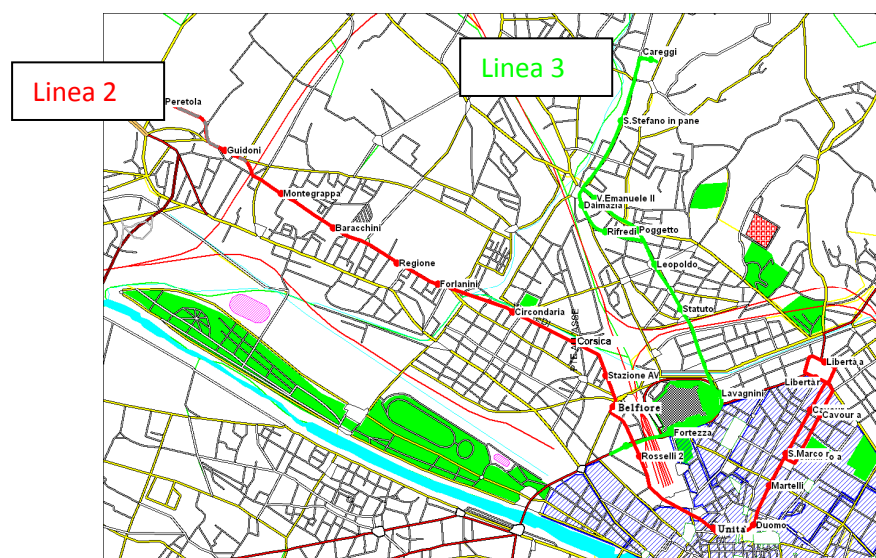 Linea 2
Linea 3
Careggi
Peretola
S.Stefano in pane
Guidoni
Montegrappa
V.Emanuele II
Dalmazia
Baracchini
Rifredi
Poggetto
Regione
Leopoldo
Forlanini
Circondaria
Statuto
Corsica
Liberta a
Stazione AV
Libertà r
Lavagnini
Belfiore
Cavour a
Fortezza
Rosselli 2
S.Marco r
Martelli
Unità
Duomo